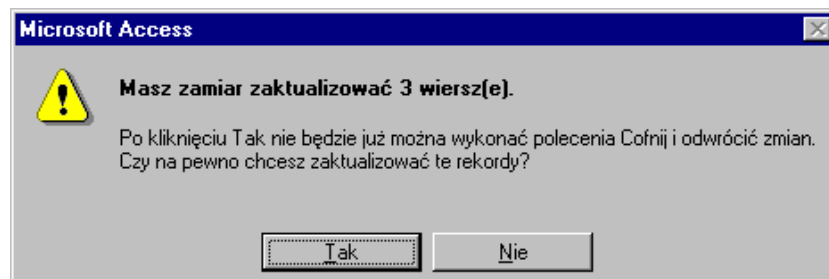 Microsoft Access
Masz zamiar zaktualizować 3 wiersz(e).
Po kliknięciu Tak nie będzie już można wykonać polecenia Cofnij i odwrócić zmian.
Czy na pewno chcesz zaktualizować te rekordy?
Tak
Nie